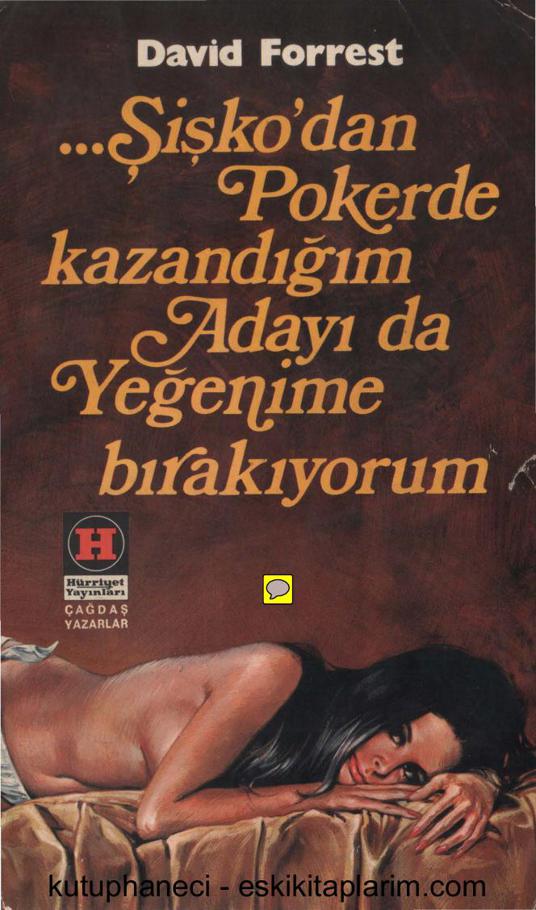 David Forrest
...Şişko'dan
Pokerde
kazandığım
Adayı da
Yeğenime
bırakıyorum
H
Hürriyet
Yayınları
ÇAĞDAŞ
YAZARLAR
kutuphaneci - eskikitaplarim.com